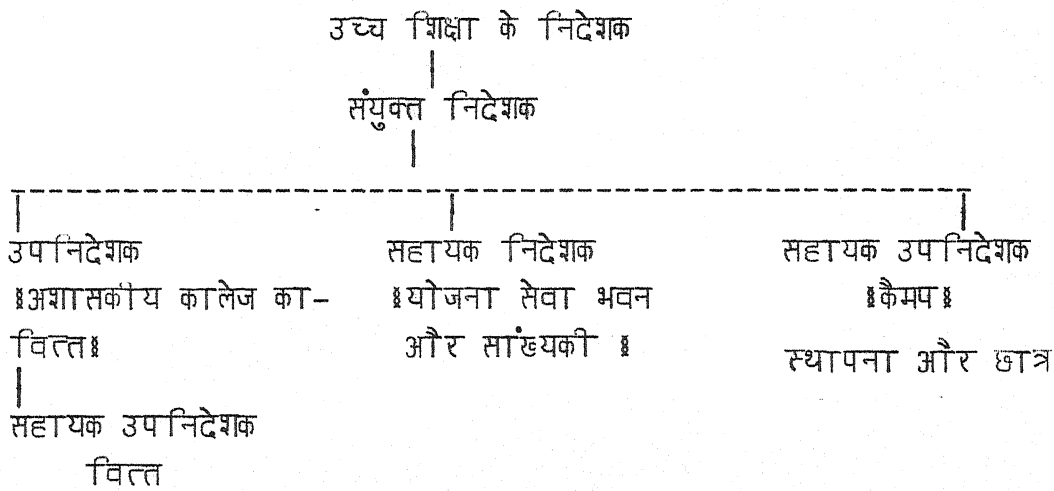 उच्च शिक्षा के निदेशक
संयुक्त निदेशक
उपनिदेशक सहायक निदेशक सहायक उपनिदेशक
(अशासकीय कालेज का- (योजना सेवा भवन (कैमप)
वित्त) और सांख्यकी )
स्थापना और छात्र
सहायक उपनिदेशक
वित्त